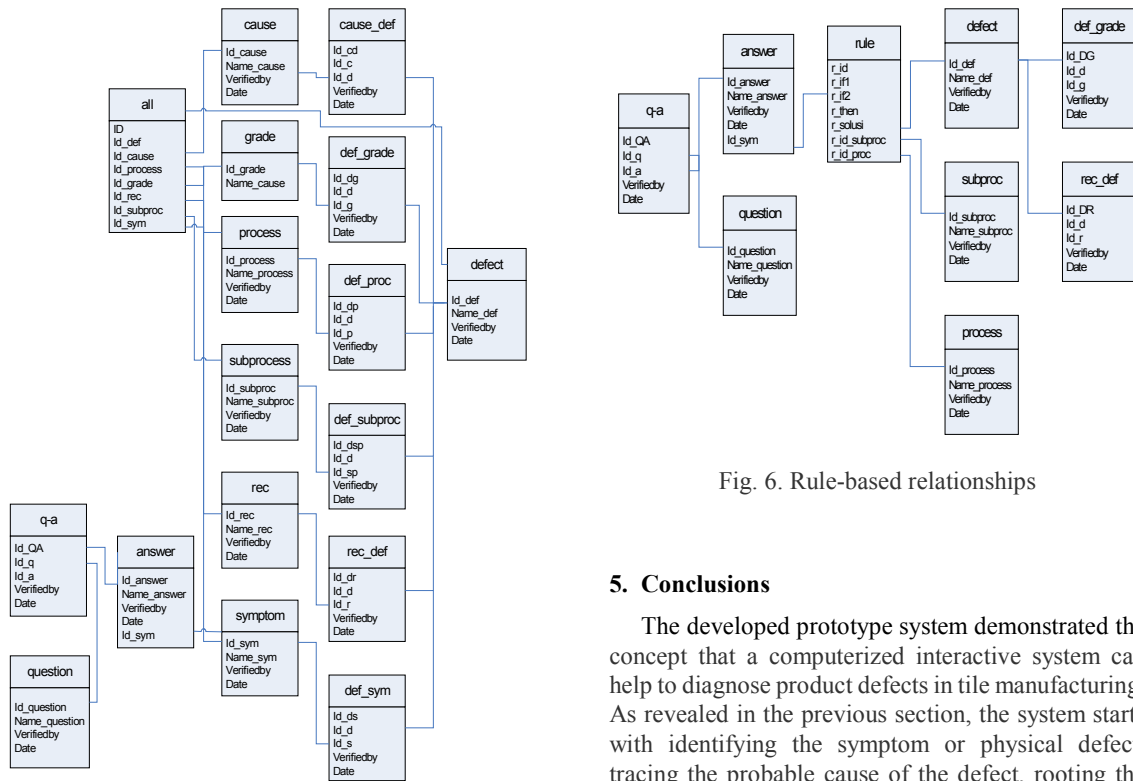 cause
Id_cause
Name_cause
Verifiedby
Date
cause_def
Id_cd
Id_c
Id_d
Verifiedby
Date
all
ID
Id_def
Id_cause
Id_process
Id_grade
Id_rec
Id_subproc
Id_sym
grade
Id_grade
Name_cause
def_grade
Id_dg
Id_d
Id_g
Verifiedby
Date
process
Id_process
Name_process
Verifiedby
Date
def_proc
Id_dp
Id_d
Id_p
Verifiedby
Date
defect
Id_def
Name_def
Verifiedby
Date
subprocess
Id_subproc
Name_subproc
Verifiedby
Date
def_subproc
Id_dsp
Id_d
Id_sp
Verifiedby
Date
rec
Id_rec
Name_rec
Verifiedby
Date
rec_def
Id_dr
Id_d
Id_r
Verifiedby
Date
q-a
Id_QA
Id_q
Id_a
Verifiedby
Date
answer
Id_answer
Name_answer
Verifiedby
Date
Id_sym
symptom
Id_sym
Name_sym
Verifiedby
Date
def_sym
Id_ds
Id_d
Id_s
Verifiedby
Date
question
Id_question
Name_question
Verifiedby
Date
q-a
Id_QA
Id_q
Id_a
Verifiedby
Date
answer
Id_answer
Name_answer
Verifiedby
Date
Id_sym
question
Id_question
Name_question
Verifiedby
Date
rule
r_id
r_if1
r_if2
r_then
r_solusi
r_id_subproc
r_id_proc
defect
Id_def
Name_def
Verifiedby
Date
def_grade
Id_DG
Id_d
Id_g
Verifiedby
Date
subproc
Id_subproc
Name_subproc
Verifiedby
Date
rec_def
Id_DR
Id_d
Id_r
Verifiedby
Date
process
Id_process
Name_process
Verifiedby
Date
Fig. 6. Rule-based relationships
5. Conclusions
The developed prototype system demonstrated th
concept that a computerized interactive system ca
help to diagnose product defects in tile manufacturing
As revealed in the previous section, the system start
with identifying the symptom or physical defec
tracing the probable cause of the defect, rooting th